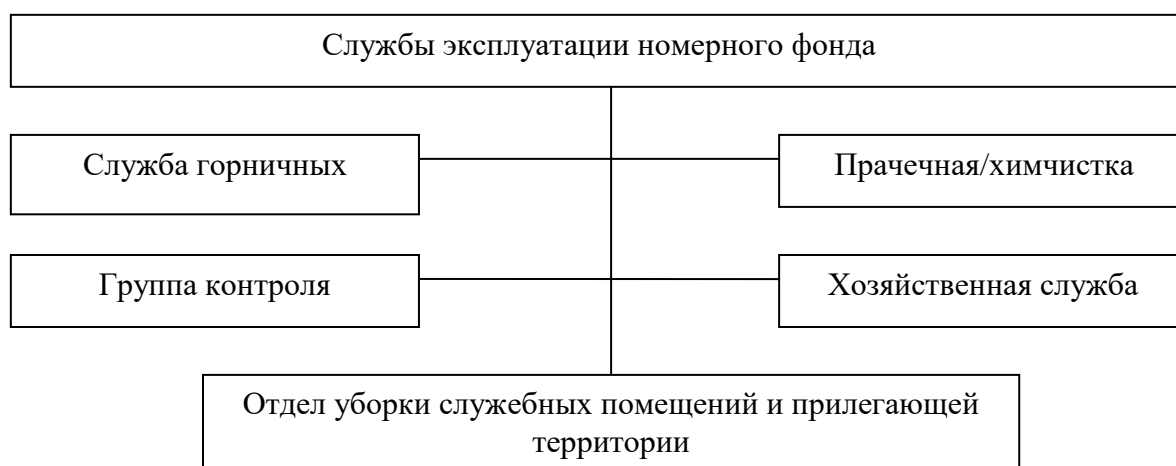 Службы эксплуатации номерного фонда
Служба горничных
Прачечная/химчистка
Группа контроля
Хозяйственная служба
Отдел уборки служебных помещений и прилегающей
территории